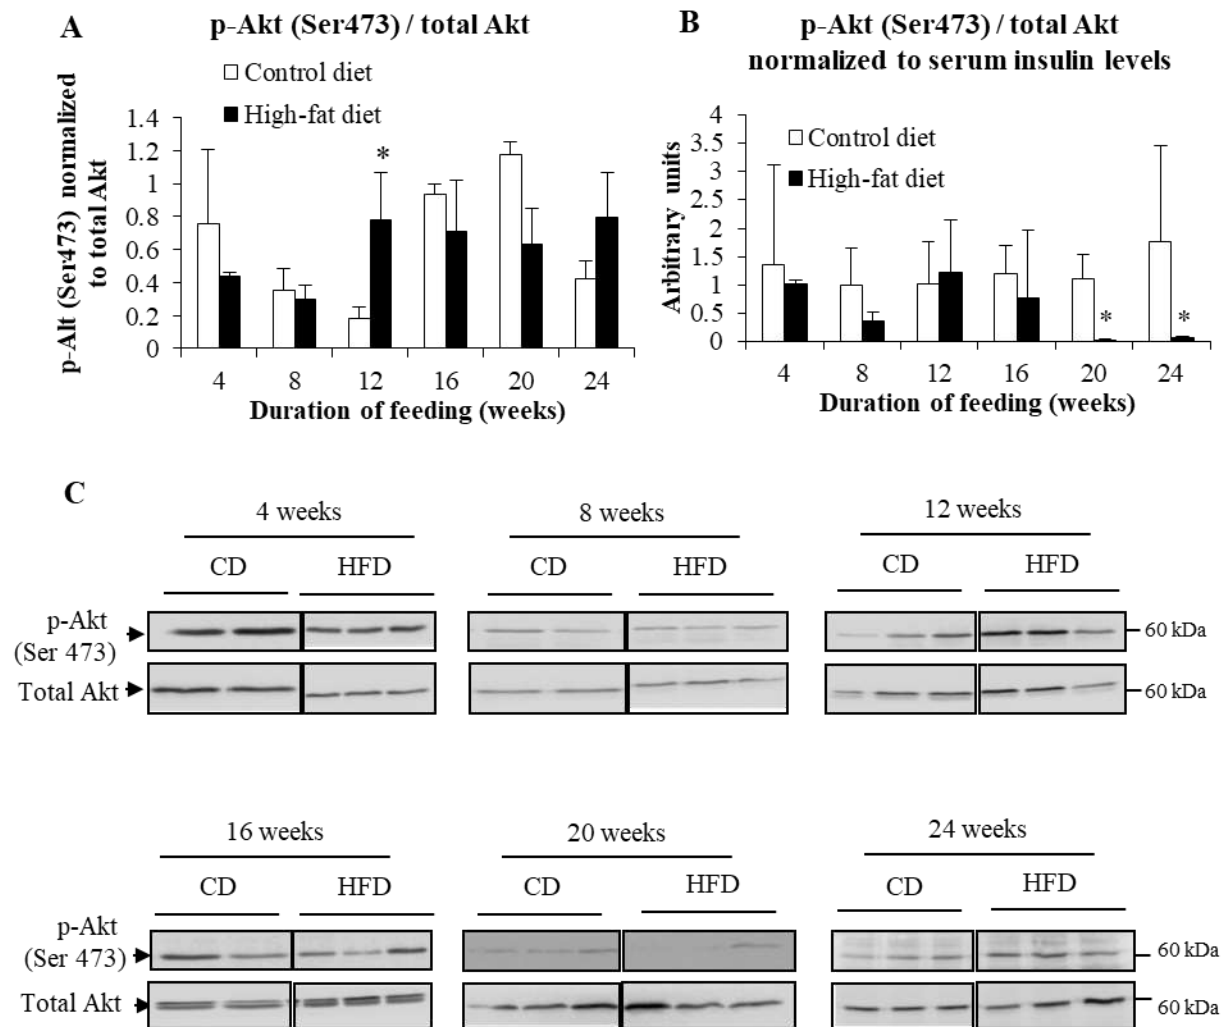 A
p-Akt (Ser473) / total Akt
Control diet
High-fat diet
p-Alt (Ser473) normalized
to total Akt
1.4
1.2
1
0.8
0.6
0.4
0.2
0
*
4 8 12 16 20 24
Duration of feeding (weeks)
B
p-Akt (Ser473) / total Akt
normalized to serum insulin levels
Control diet
High-fat diet
Arbitrary units
4
3.5
3
2.5
2
1.5
1
0.5
0
* *
4 8 12 16 20 24
Duration of feeding (weeks)
C
4 weeks 8 weeks 12 weeks
CD HFD CD HFD CD HFD
p-Akt
(Ser 473)
60 kDa
Total Akt
60 kDa
16 weeks 20 weeks 24 weeks
CD HFD CD HFD CD HFD
p-Akt
(Ser 473)
60 kDa
Total Akt
60 kDa